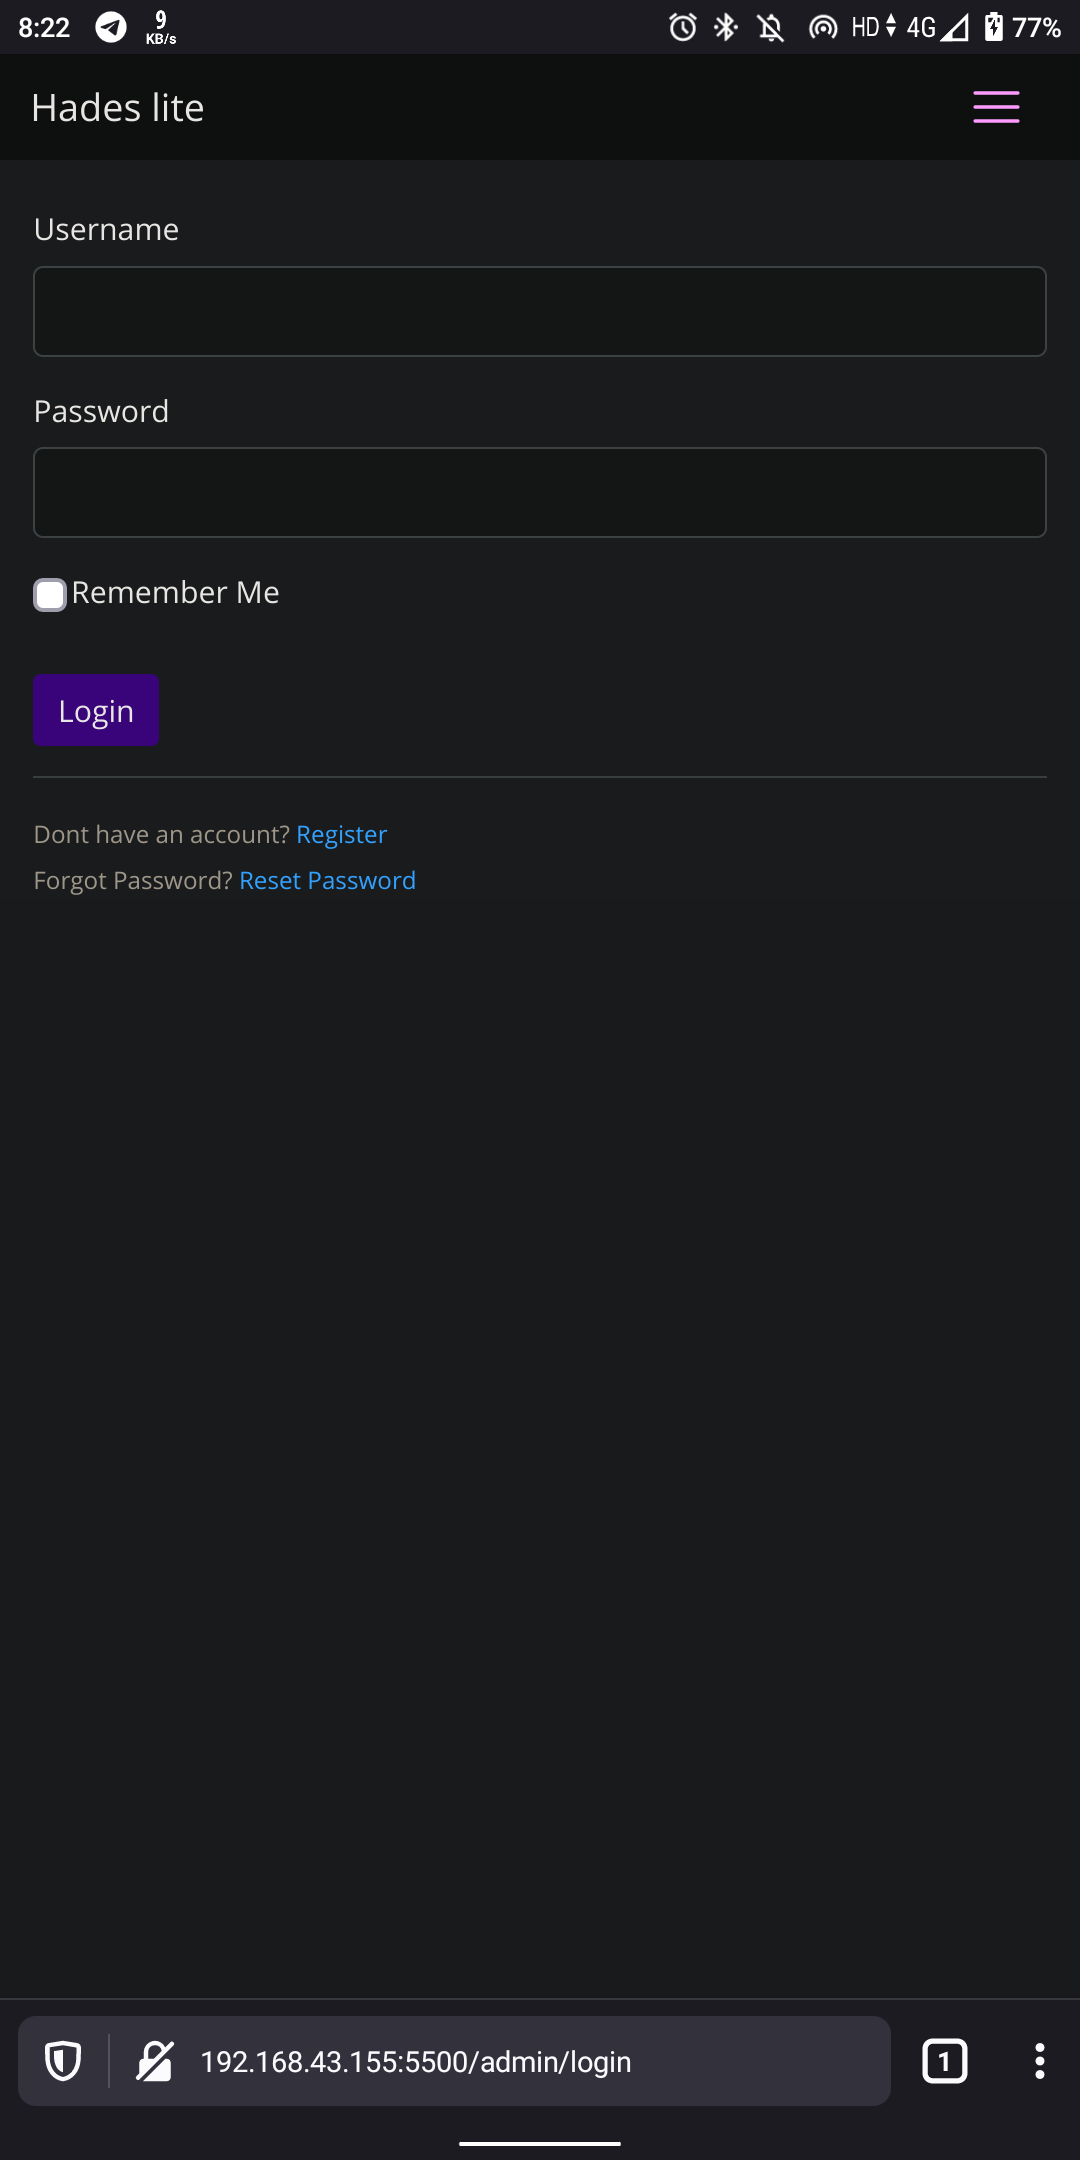 8:22 9 KB/s HD 4G 77%
Hades lite
Username
Password
Remember Me
Login
Dont have an account? Register
Forgot Password? Reset Password
192.168.43.155:5500/admin/login 1